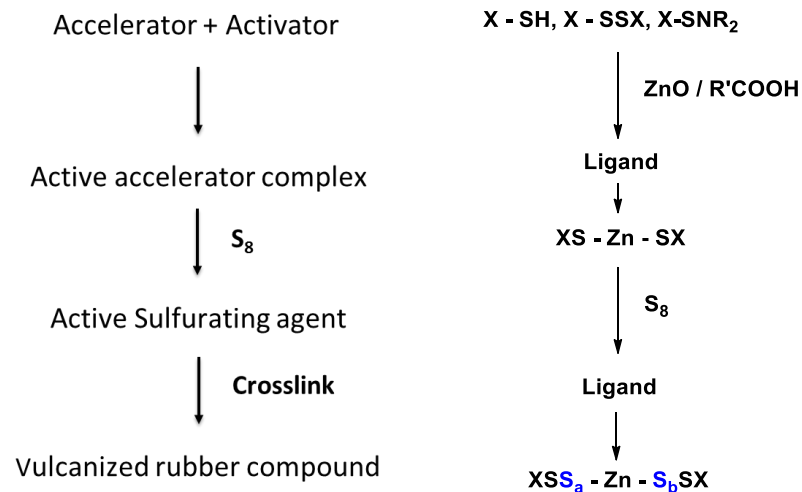 Accelerator + Activator
Active accelerator complex
S₈
Active Sulfurating agent
Crosslink
Vulcanized rubber compound
X - SH, X - SSX, X-SNR₂
ZnO / R'COOH
Ligand
XS - Zn - SX
S₈
Ligand
XSSₐ - Zn - S_bSX